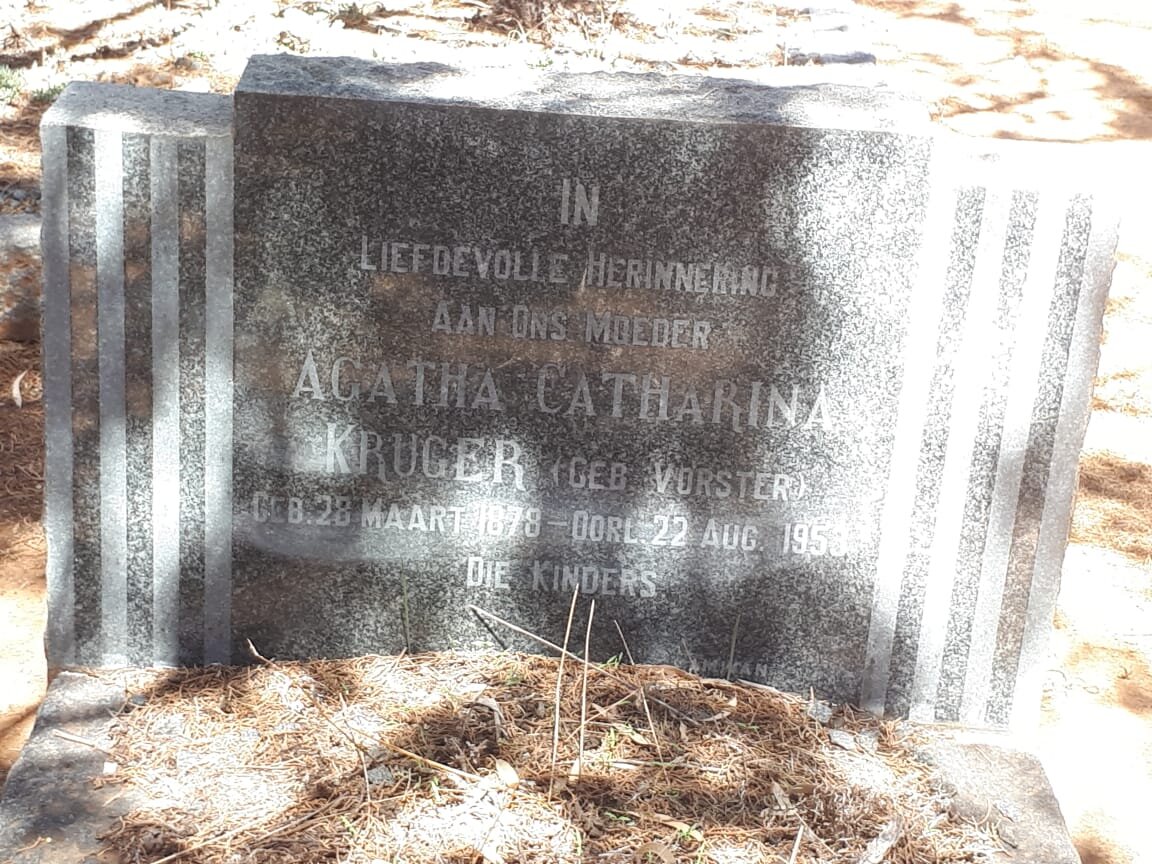 IN
LIEFDEVOLLE HERINNERING
AAN ONS MOEDER
AGATHA CATHARINA
KRUGER (GEB VORSTER)
GEB. 28 MAART 1878 – OORL. 22 AUG.
DIE KINDERS